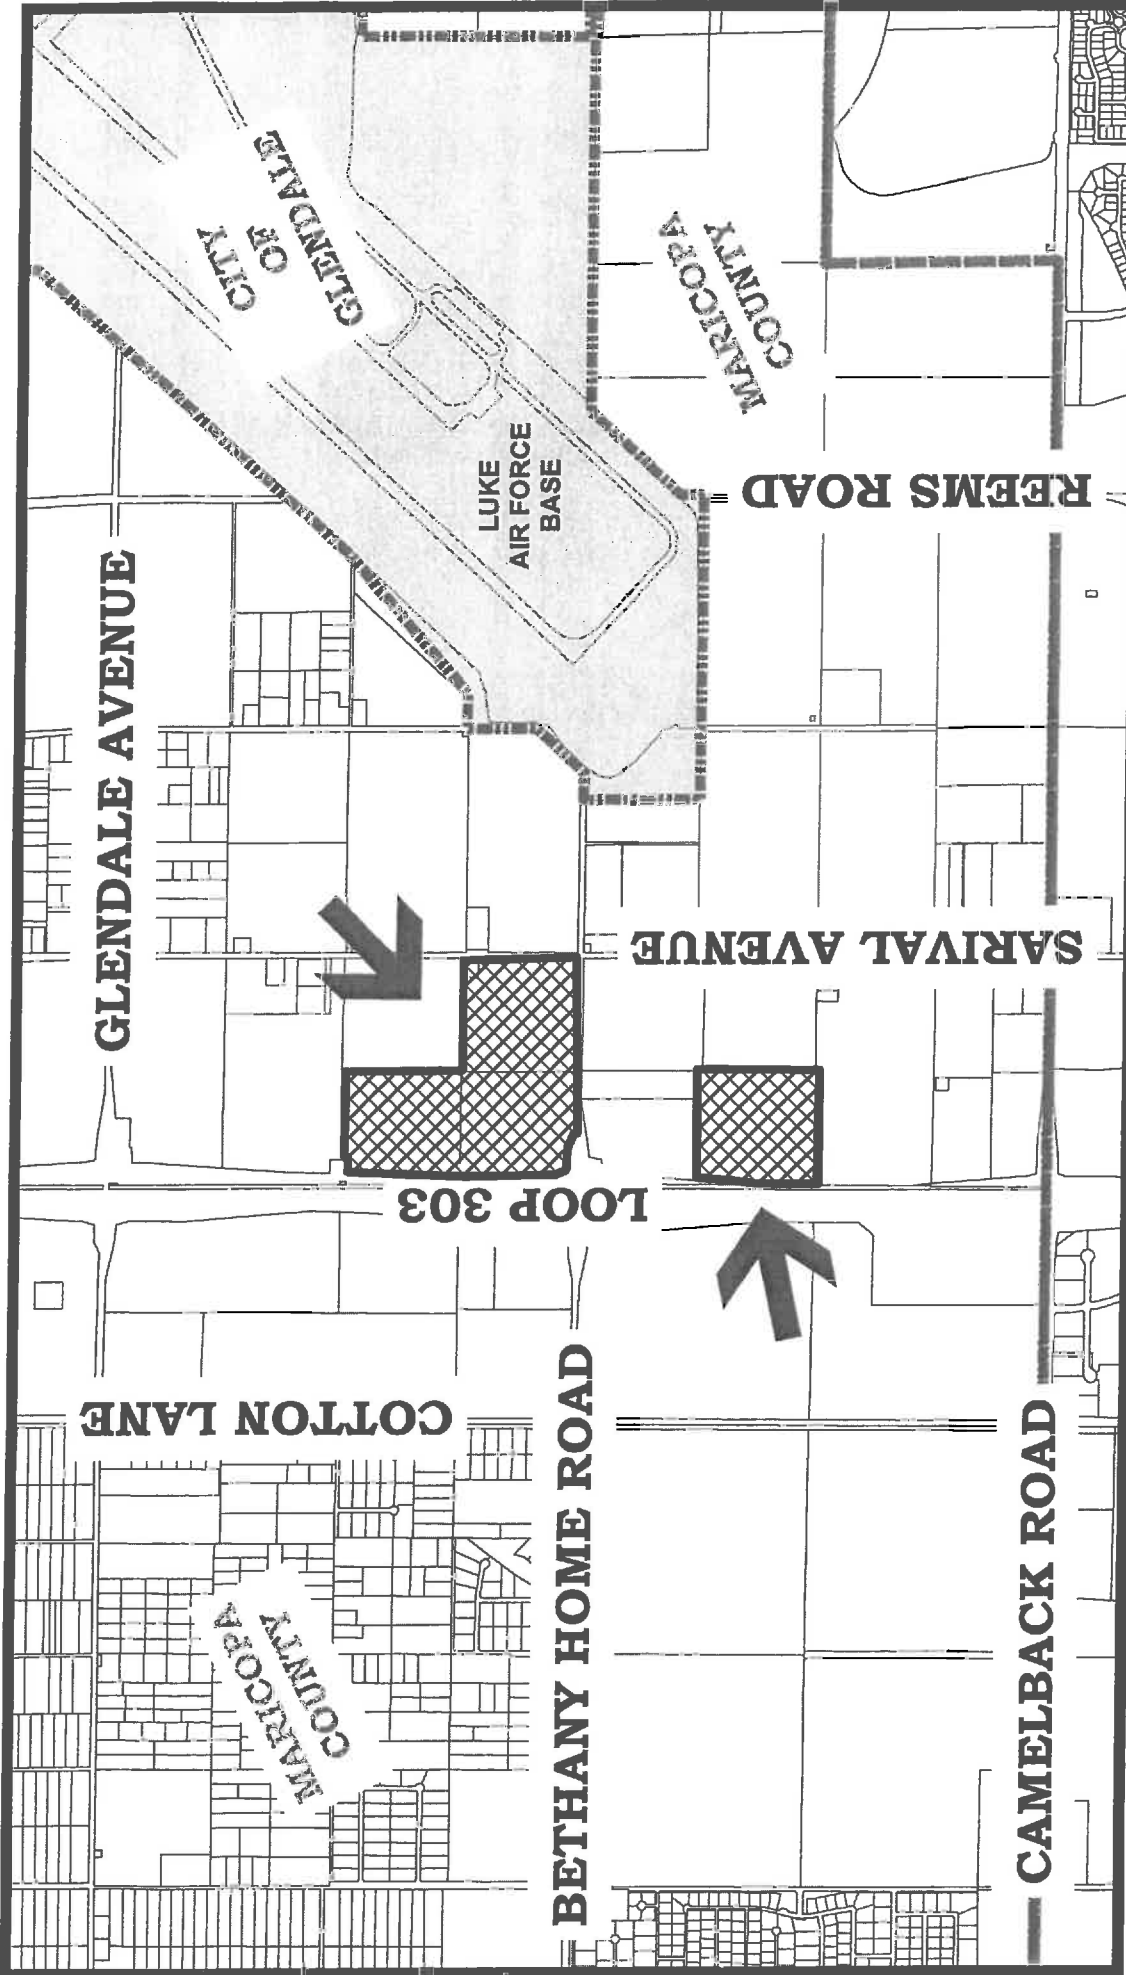 GLENDALE AVENUE
CITY
OF
GLENDALE
LUKE
AIR FORCE
BASE
MARICOPA
COUNTY
REEMS ROAD
SARIVAL AVENUE
LOOP 303
COTTON LANE
MARICOPA
COUNTY
BETHANY HOME ROAD
CAMELBACK ROAD